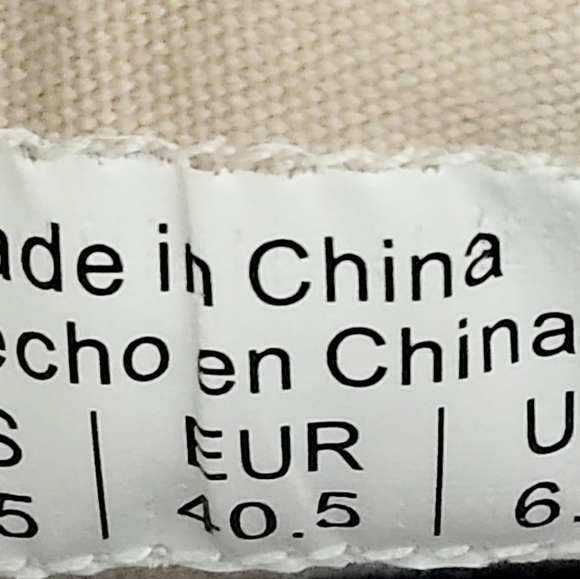 ade in China
echo en China
S | EUR | U
5 | 40.5 | 6.